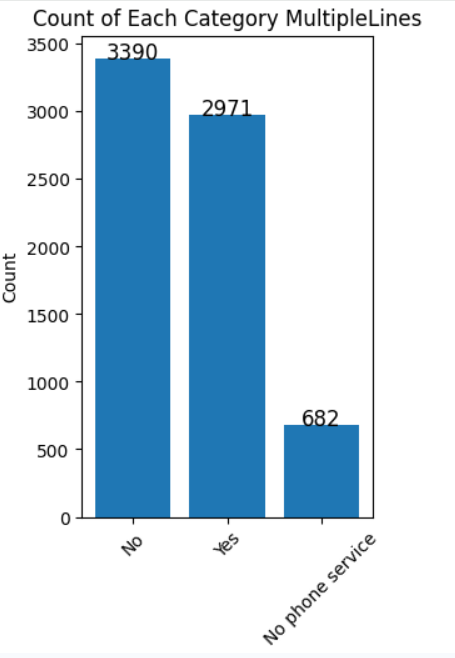 Count of Each Category MultipleLines
3500
3390
3000
2971
2500
2000
Count
1500
1000
682
500
0
No
Yes
No phone service